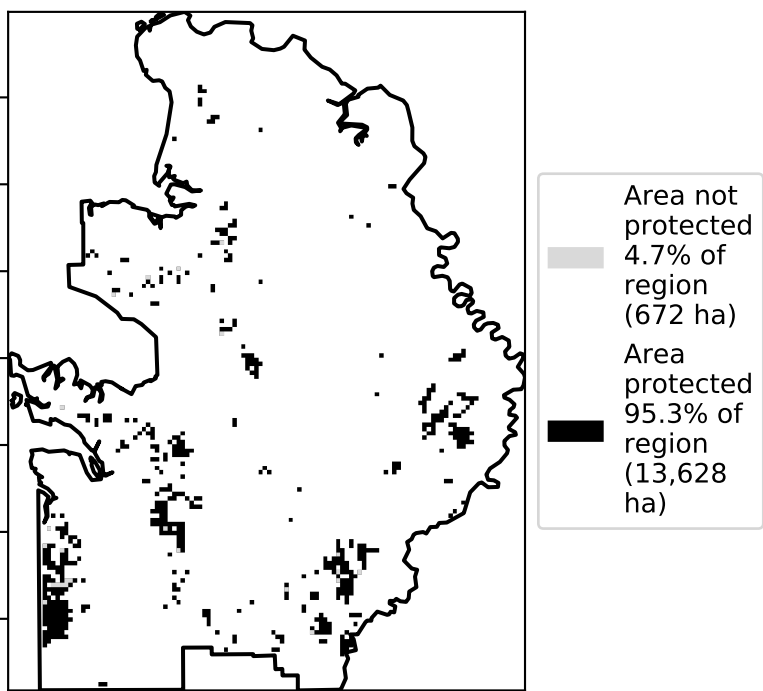 Area not
protected
4.7% of
region
(672 ha)
Area
protected
95.3% of
region
(13,628
ha)